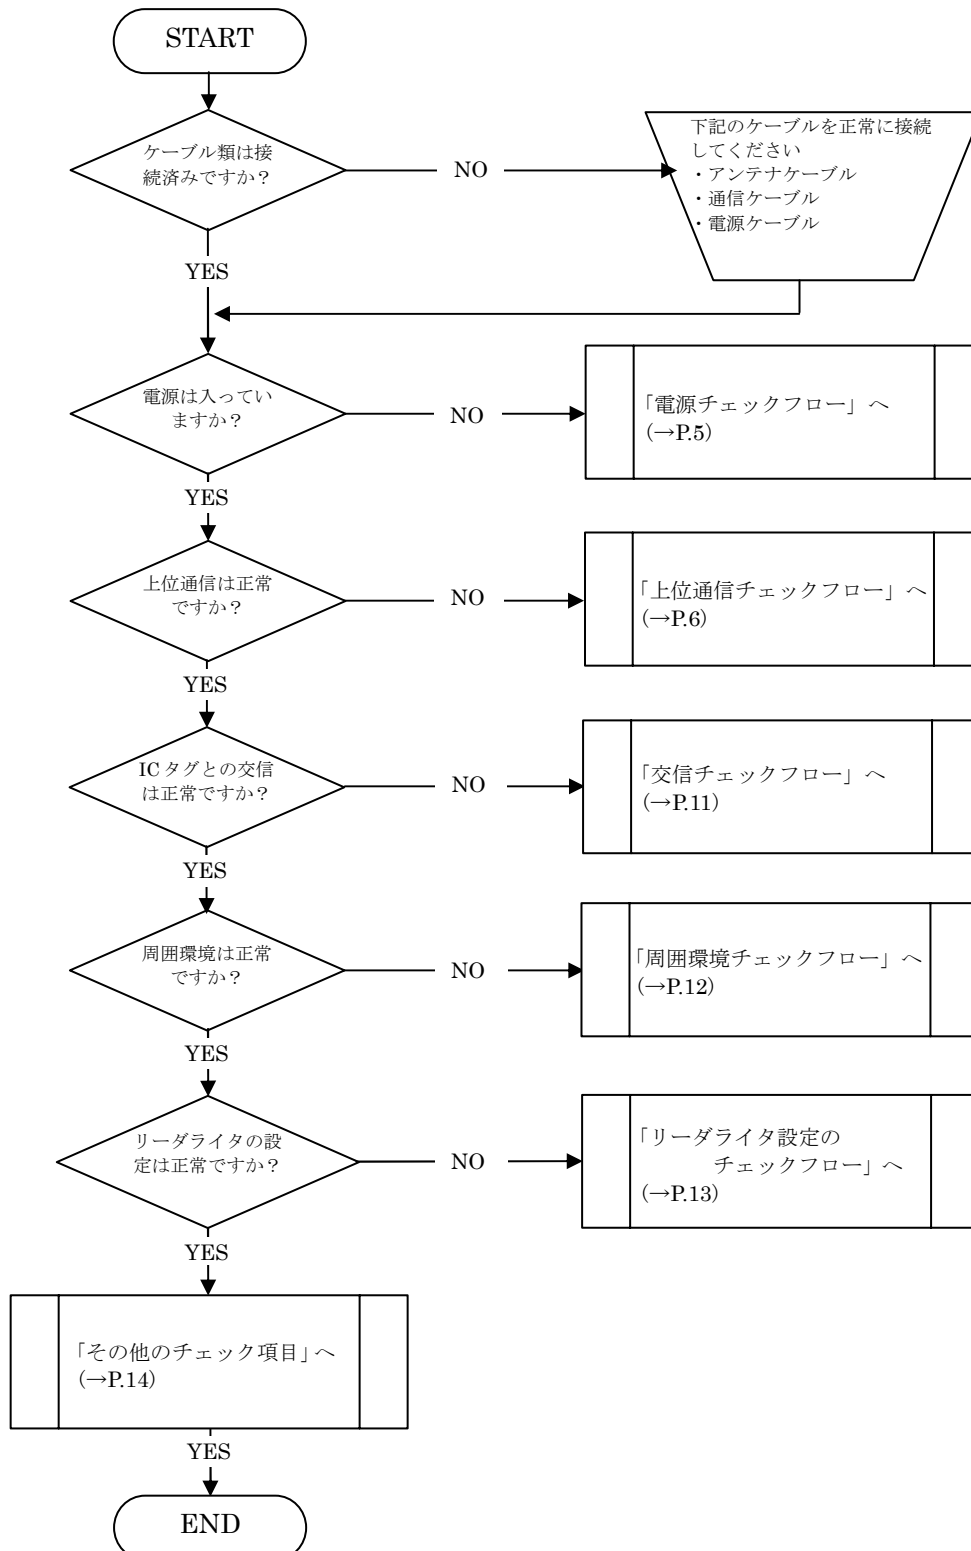 START
ケーブル類は接
続済みですか？
NO
下記のケーブルを正常に接続
してください
・アンテナケーブル
・通信ケーブル
・電源ケーブル
YES
電源は入ってい
ますか？
NO
「電源チェックフロー」へ
(→P.5)
YES
上位通信は正常
ですか？
NO
「上位通信チェックフロー」へ
(→P.6)
YES
IC タグとの交信
は正常ですか？
NO
「交信チェックフロー」へ
(→P.11)
YES
周囲環境は正常
ですか？
NO
「周囲環境チェックフロー」へ
(→P.12)
YES
リーダライタの設
定は正常ですか？
NO
「リーダライタ設定の
チェックフロー」へ
(→P.13)
YES
「その他のチェック項目」へ
(→P.14)
YES
END